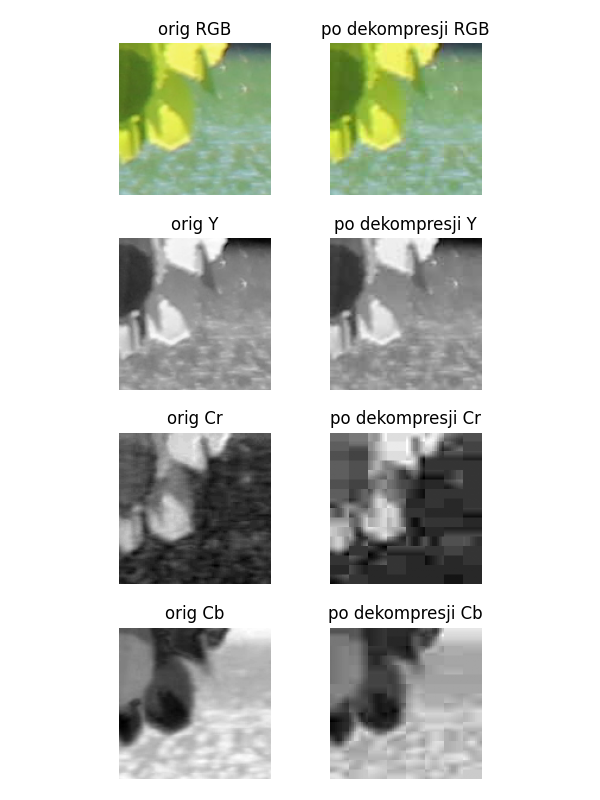 orig RGB
po dekompresji RGB
orig Y
po dekompresji Y
orig Cr
po dekompresji Cr
orig Cb
po dekompresji Cb